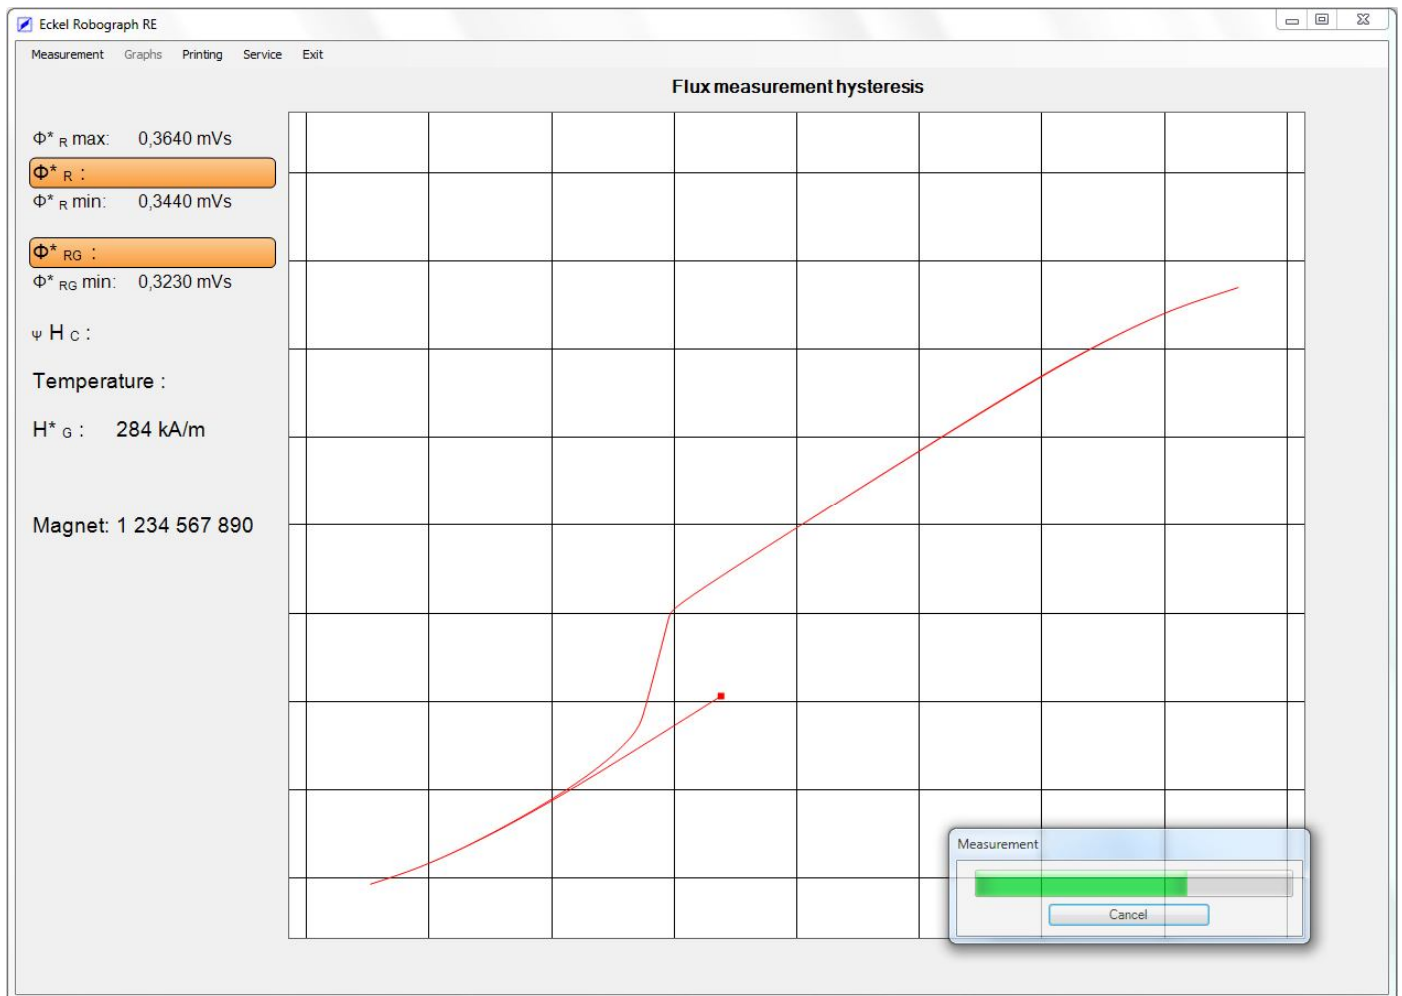 Eckel Robograph RE
Measurement Graphs Printing Service Exit
Flux measurement hysteresis
Φ* R max: 0,3640 mVs
Φ* R :
Φ* R min: 0,3440 mVs
Φ* RG :
Φ* RG min: 0,3230 mVs
Ψ H C :
Temperature :
H* G : 284 kA/m
Magnet: 1 234 567 890
Measurement
Cancel